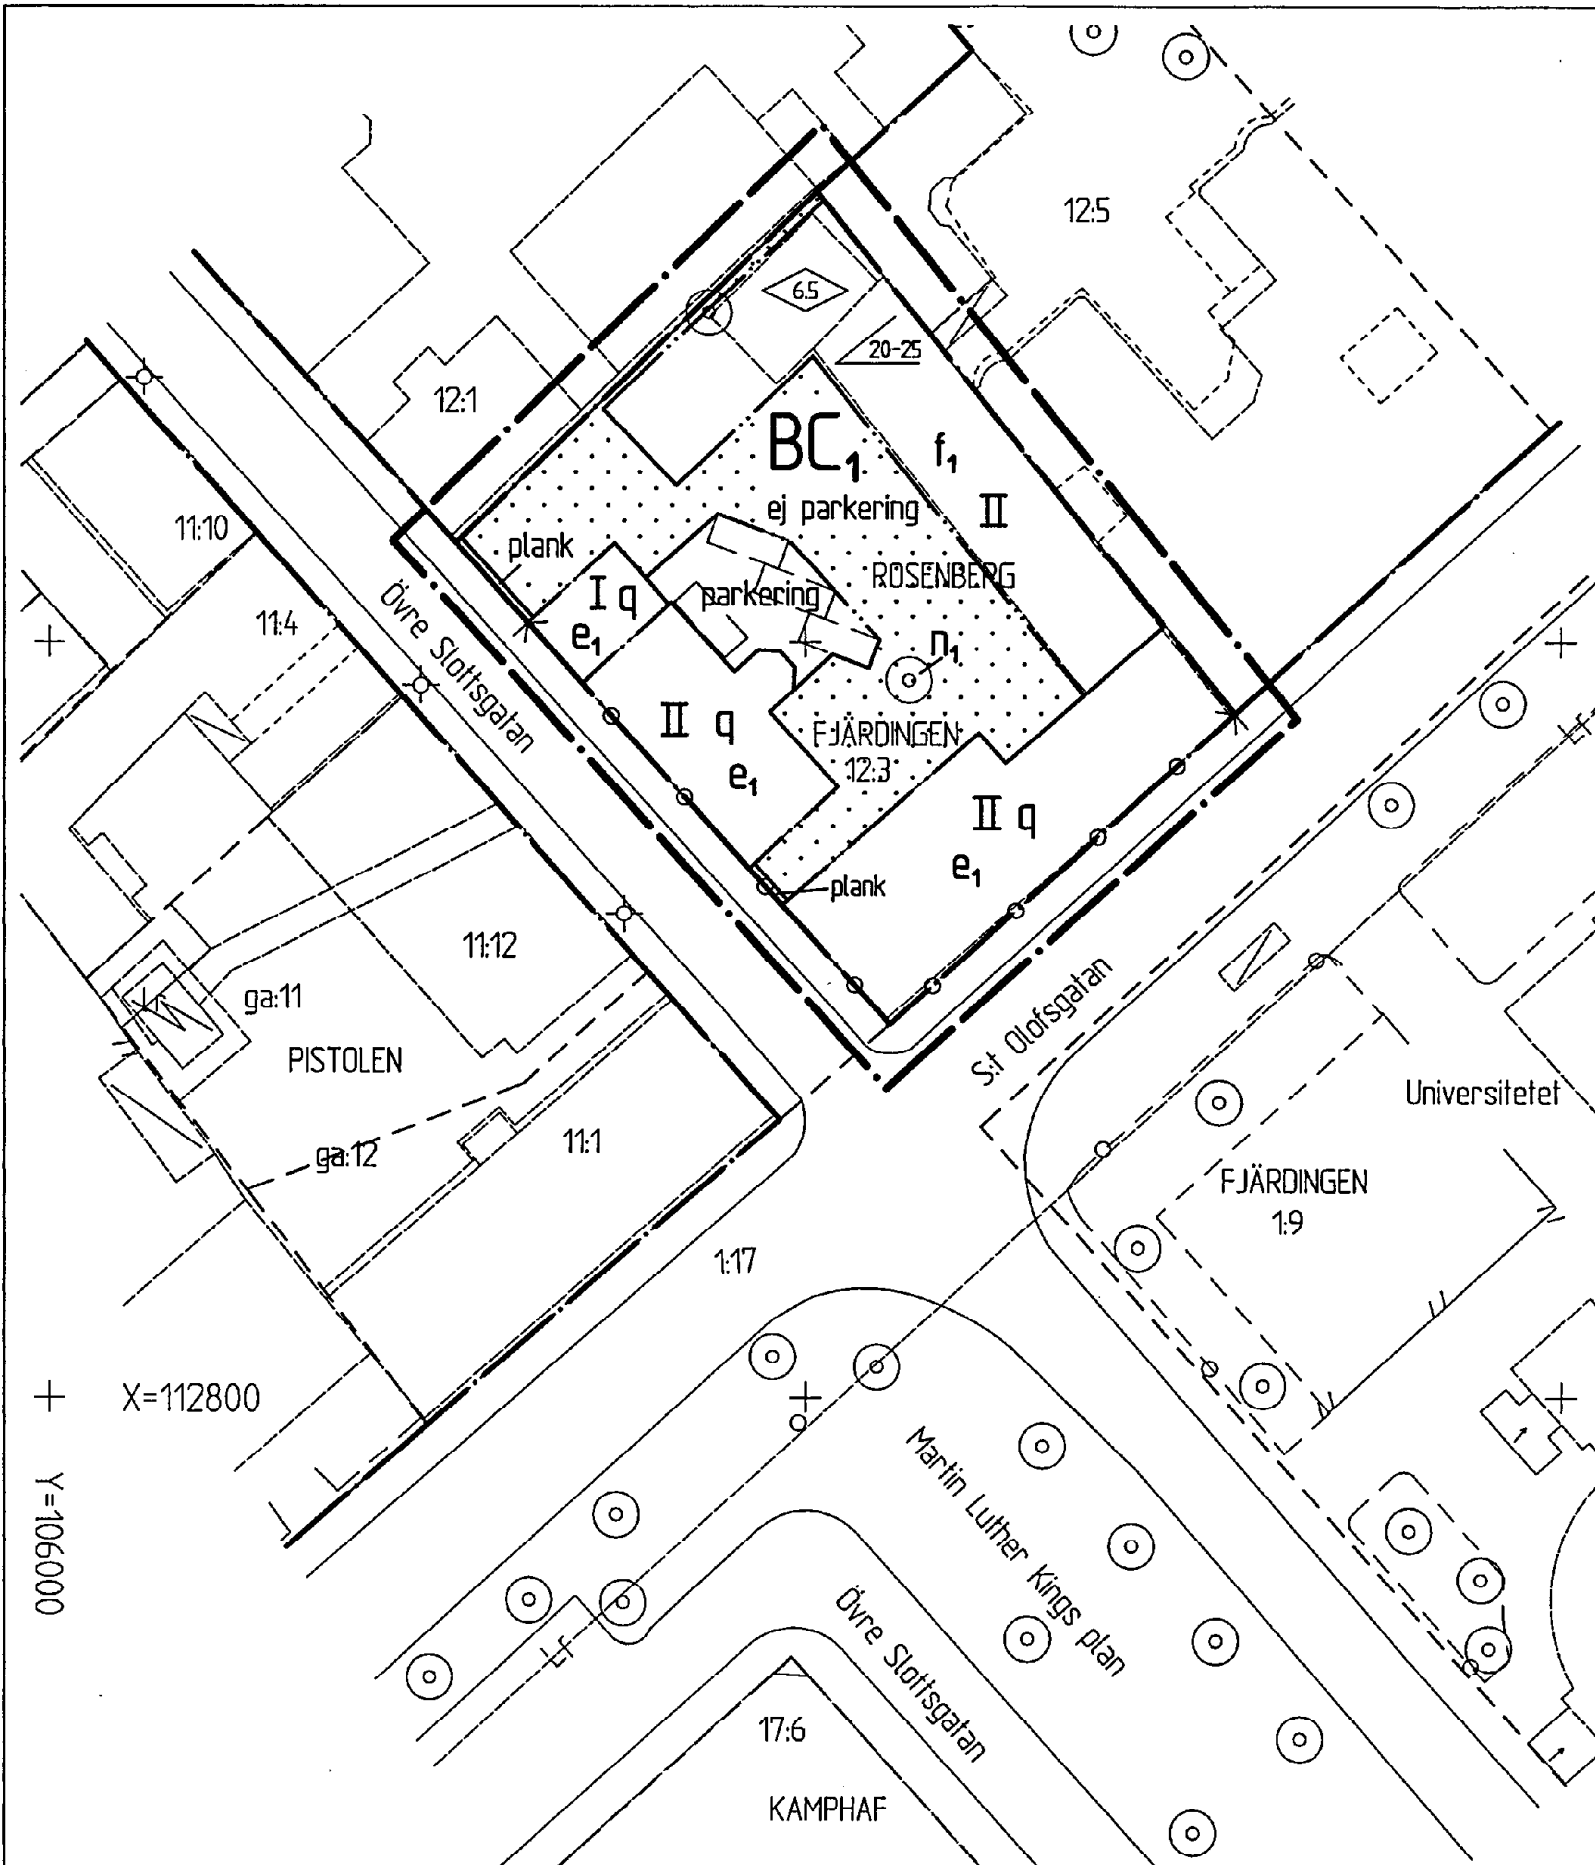 12:5
6.5
20-25
12:1
BC₁
f₁
II
ej parkering
11:10
plank
ROSENBERG
parkering
I q
e₁
11:4
Övre Slottsgatan
n₁
II q
e₁
FJÄRDINGEN
12:3
II q
e₁
plank
11:12
ga:11
S:t Olofsgatan
PISTOLEN
Universitetet
11:1
ga:12
FJÄRDINGEN
1:9
1:17
X=112800
Y=106000
Martin Luther Kings plan
Övre Slottsgatan
17:6
KAMPHAF